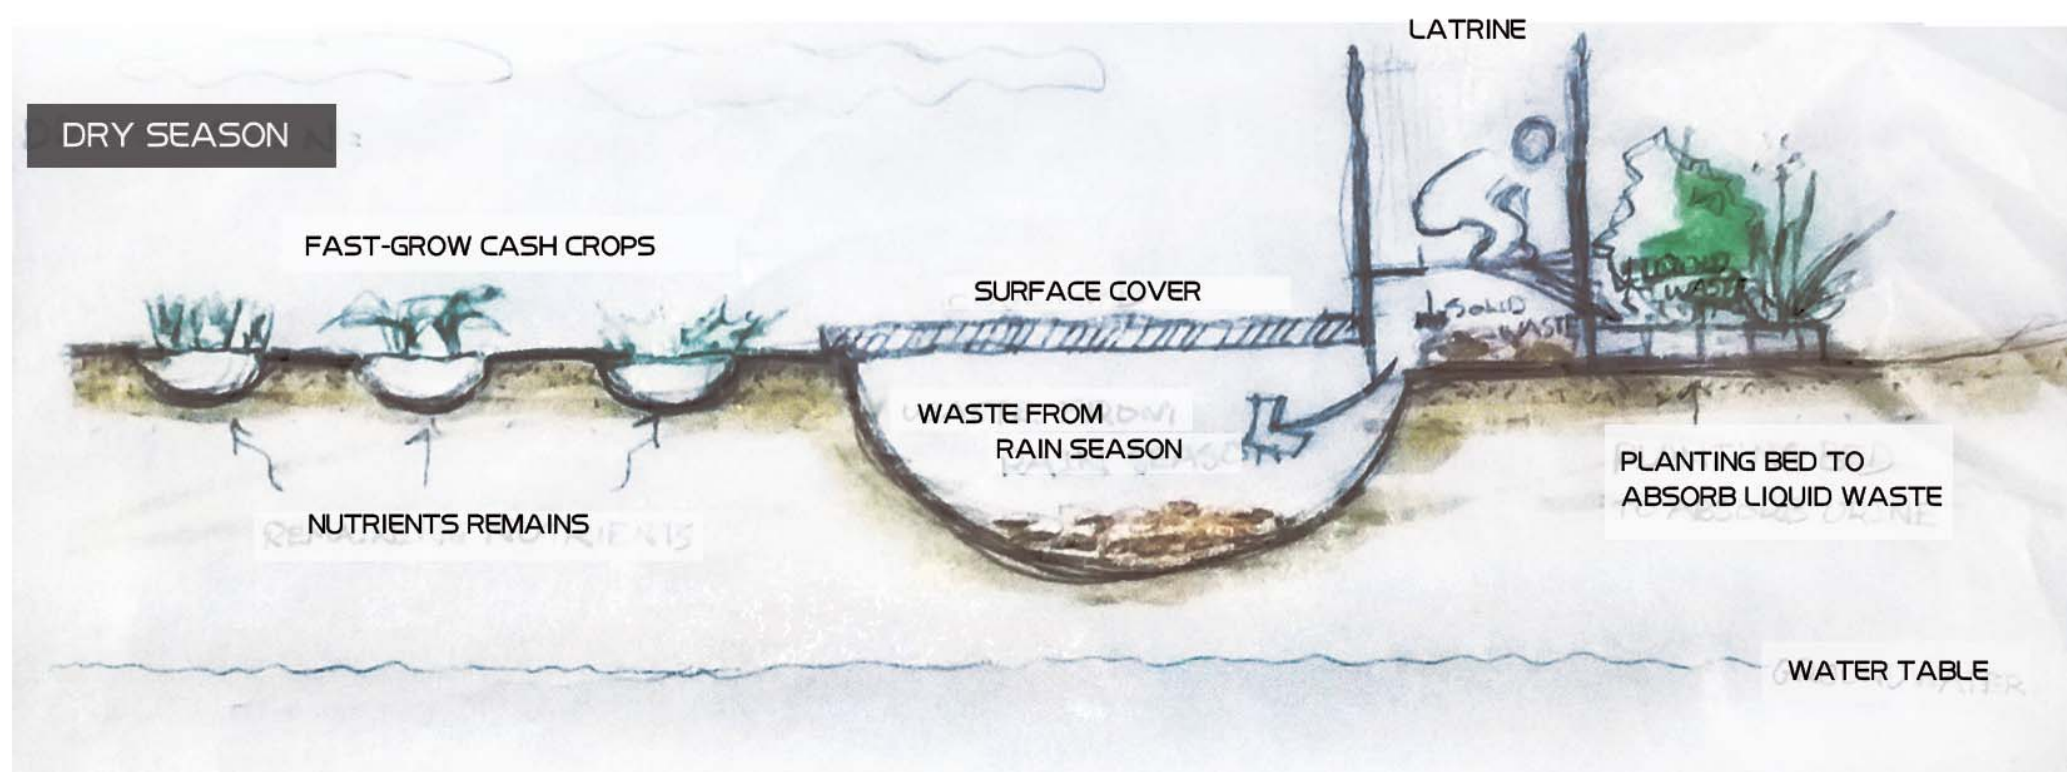 LATRINE
DRY SEASON
FAST-GROW CASH CROPS
SURFACE COVER
LIQUID
WASTE
SOLID
WASTE
WASTE FROM
RAIN SEASON
PLANTING BED TO
ABSORB LIQUID WASTE
NUTRIENTS REMAINS
WATER TABLE